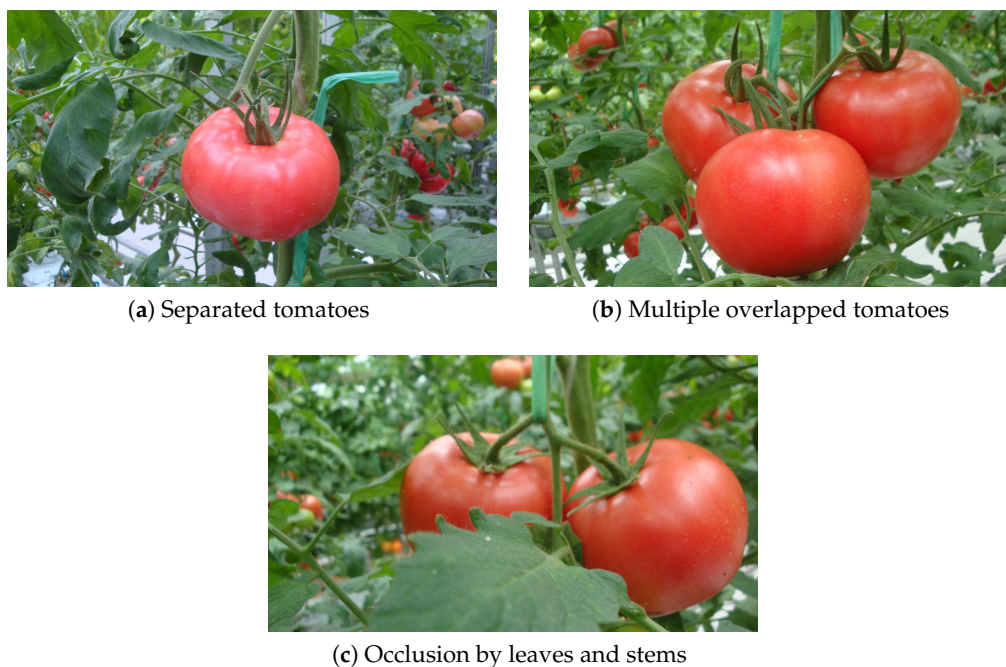 (a) Separated tomatoes
(b) Multiple overlapped tomatoes
(c) Occlusion by leaves and stems